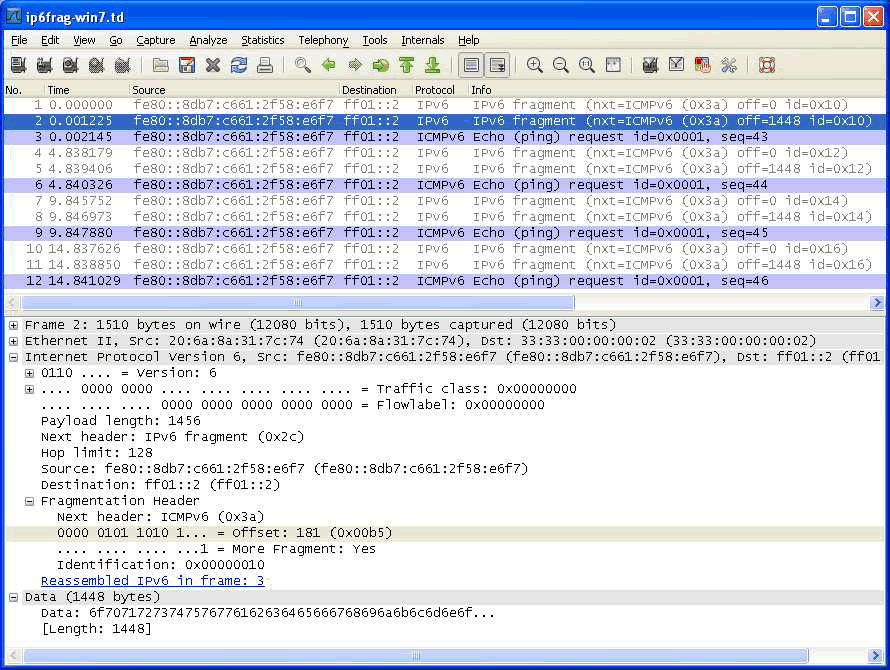 ip6frag-win7.td
File Edit View Go Capture Analyze Statistics Telephony Tools Internals Help
No. Time Source Destination Protocol Info
1 0.000000 fe80::8db7:c661:2f58:e6f7 ff01::2 IPv6 IPv6 fragment (nxt=ICMPv6 (0x3a) off=0 id=0x10)
2 0.001225 fe80::8db7:c661:2f58:e6f7 ff01::2 IPv6 IPv6 fragment (nxt=ICMPv6 (0x3a) off=1448 id=0x10)
3 0.002145 fe80::8db7:c661:2f58:e6f7 ff01::2 ICMPv6 Echo (ping) request id=0x0001, seq=43
4 4.838179 fe80::8db7:c661:2f58:e6f7 ff01::2 IPv6 IPv6 fragment (nxt=ICMPv6 (0x3a) off=0 id=0x12)
5 4.839406 fe80::8db7:c661:2f58:e6f7 ff01::2 IPv6 IPv6 fragment (nxt=ICMPv6 (0x3a) off=1448 id=0x12)
6 4.840326 fe80::8db7:c661:2f58:e6f7 ff01::2 ICMPv6 Echo (ping) request id=0x0001, seq=44
7 9.845752 fe80::8db7:c661:2f58:e6f7 ff01::2 IPv6 IPv6 fragment (nxt=ICMPv6 (0x3a) off=0 id=0x14)
8 9.846973 fe80::8db7:c661:2f58:e6f7 ff01::2 IPv6 IPv6 fragment (nxt=ICMPv6 (0x3a) off=1448 id=0x14)
9 9.847880 fe80::8db7:c661:2f58:e6f7 ff01::2 ICMPv6 Echo (ping) request id=0x0001, seq=45
10 14.837626 fe80::8db7:c661:2f58:e6f7 ff01::2 IPv6 IPv6 fragment (nxt=ICMPv6 (0x3a) off=0 id=0x16)
11 14.838850 fe80::8db7:c661:2f58:e6f7 ff01::2 IPv6 IPv6 fragment (nxt=ICMPv6 (0x3a) off=1448 id=0x16)
12 14.841029 fe80::8db7:c661:2f58:e6f7 ff01::2 ICMPv6 Echo (ping) request id=0x0001, seq=46
Frame 2: 1510 bytes on wire (12080 bits), 1510 bytes captured (12080 bits)
Ethernet II, Src: 20:6a:8a:31:7c:74 (20:6a:8a:31:7c:74), Dst: 33:33:00:00:00:02 (33:33:00:00:00:02)
Internet Protocol Version 6, Src: fe80::8db7:c661:2f58:e6f7 (fe80::8db7:c661:2f58:e6f7), Dst: ff01::2 (ff01
0110 .... = Version: 6
.... 0000 0000 .... .... .... .... .... = Traffic class: 0x00000000
.... .... .... 0000 0000 0000 0000 0000 = Flowlabel: 0x00000000
Payload length: 1456
Next header: IPv6 fragment (0x2c)
Hop limit: 128
Source: fe80::8db7:c661:2f58:e6f7 (fe80::8db7:c661:2f58:e6f7)
Destination: ff01::2 (ff01::2)
Fragmentation Header
Next header: ICMPv6 (0x3a)
0000 0101 1010 1... = Offset: 181 (0x00b5)
.... .... .... ...1 = More Fragment: Yes
Identification: 0x00000010
Reassembled IPv6 in frame: 3
Data (1448 bytes)
Data: 6f7071727374757677616263646566676869​6a6b6c6d6e6f...
[Length: 1448]